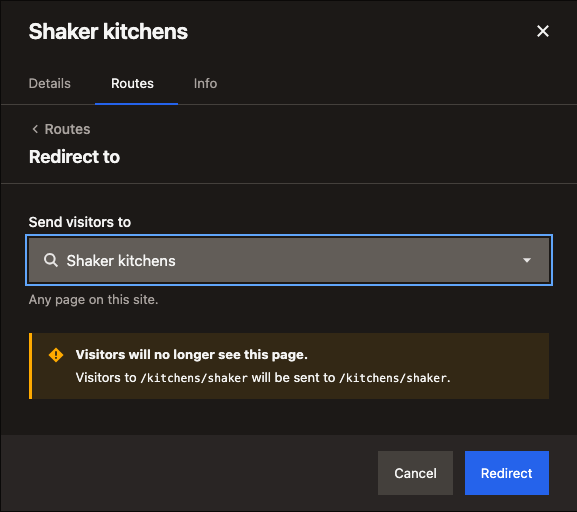 Shaker kitchens
Details
Routes
Info
Routes
Redirect to
Send visitors to
Shaker kitchens
Any page on this site.
Visitors will no longer see this page.
Visitors to /kitchens/shaker will be sent to /kitchens/shaker.
Cancel
Redirect